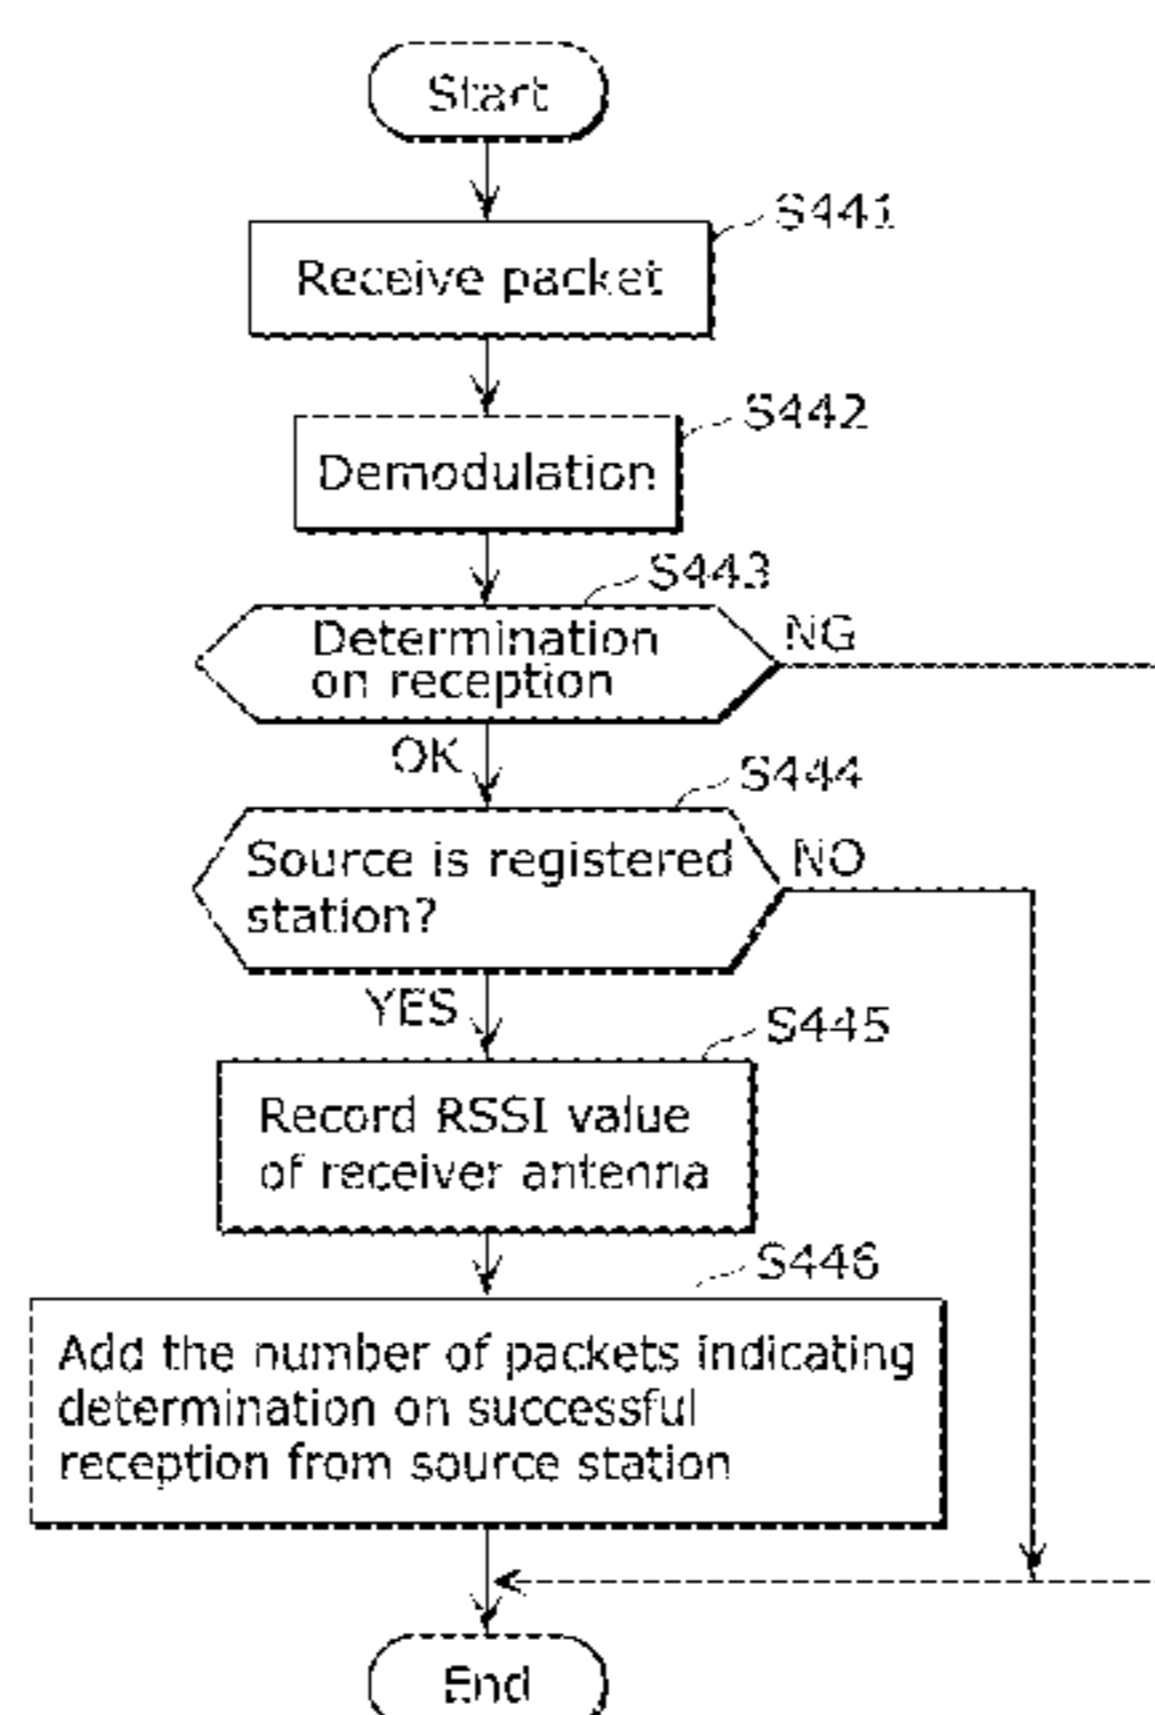 Start
S441
Receive packet
S442
Demodulation
S443
Determination
on reception
NG
OK
S444
Source is registered
station?
NO
YES
S445
Record RSSI value
of receiver antenna
S446
Add the number of packets indicating
determination on successful
reception from source station
End